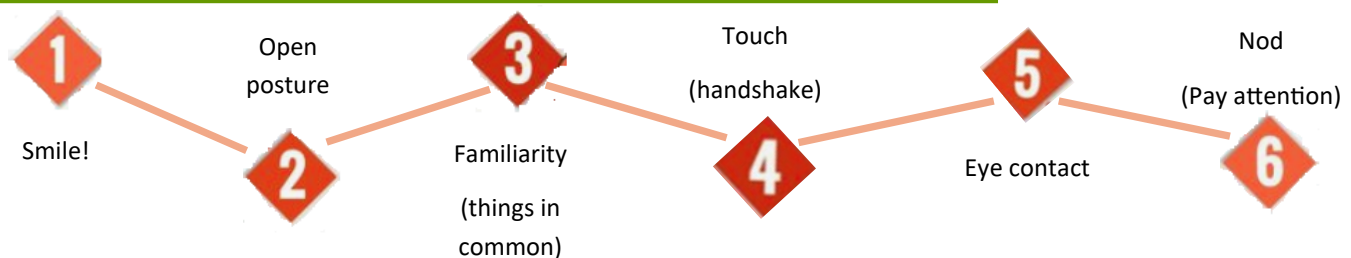 1
Smile!
Open
posture
2
3
Familiarity
(things in
common)
Touch
(handshake)
4
5
Eye contact
Nod
(Pay attention)
6